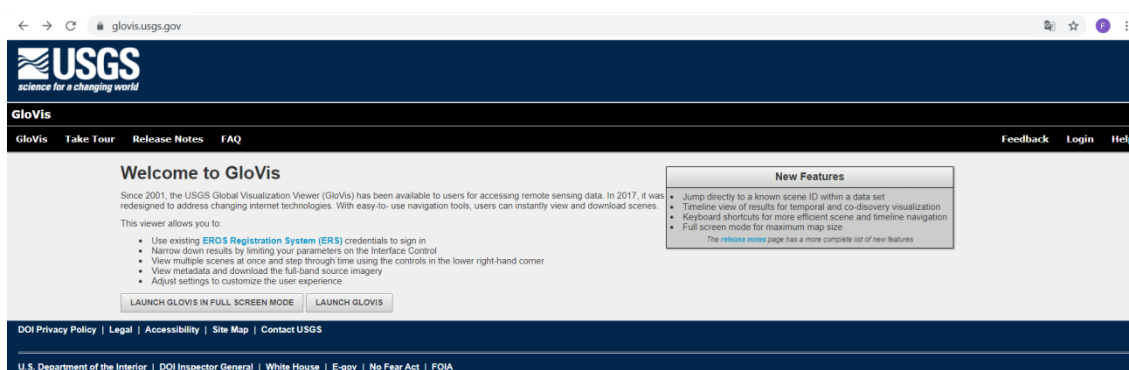 glovis.usgs.gov
F
USGS
science for a changing world
GloVis
GloVis Take Tour Release Notes FAQ Feedback Login Help
Welcome to GloVis
Since 2001, the USGS Global Visualization Viewer (GloVis) has been available to users for accessing remote sensing data. In 2017, it was
redesigned to address changing internet technologies. With easy-to- use navigation tools, users can instantly view and download scenes.
This viewer allows you to:
• Use existing EROS Registration System (ERS) credentials to sign in
• Narrow down results by limiting your parameters on the Interface Control
• View multiple scenes at once and step through time using the controls in the lower right-hand corner
• View metadata and download the full-band source imagery
• Adjust settings to customize the user experience
LAUNCH GLOVIS IN FULL SCREEN MODE LAUNCH GLOVIS
New Features
• Jump directly to a known scene ID within a data set
• Timeline view of results for temporal and co-disovery visualization
• Keyboard shortcuts for more efficient scene and timeline navigation
• Full screen mode for maximum map size
The release notes page has a more complete list of new features
DOI Privacy Policy | Legal | Accessibility | Site Map | Contact USGS
U.S. Department of the Interior | DOI Inspector General | White House | E-gov | No Fear Act | FOIA